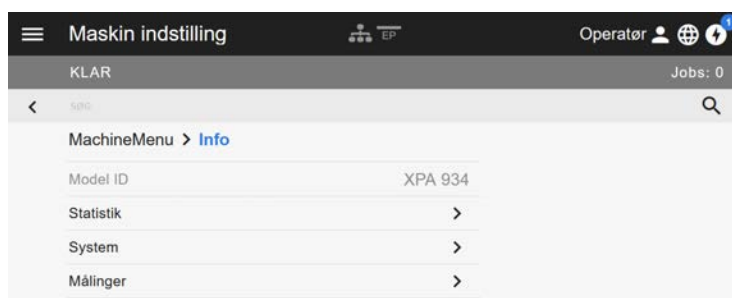 Maskin indstilling EP Operatør 1
KLAR Jobs: 0
SØG
MachineMenu > Info
Model ID XPA 934
Statistik
System
Målinger